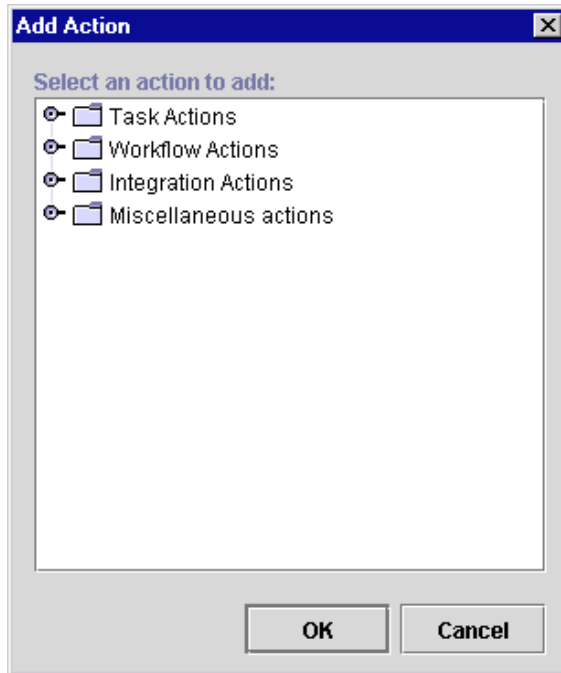 Add Action
Select an action to add:
Task Actions
Workflow Actions
Integration Actions
Miscellaneous actions
OK
Cancel